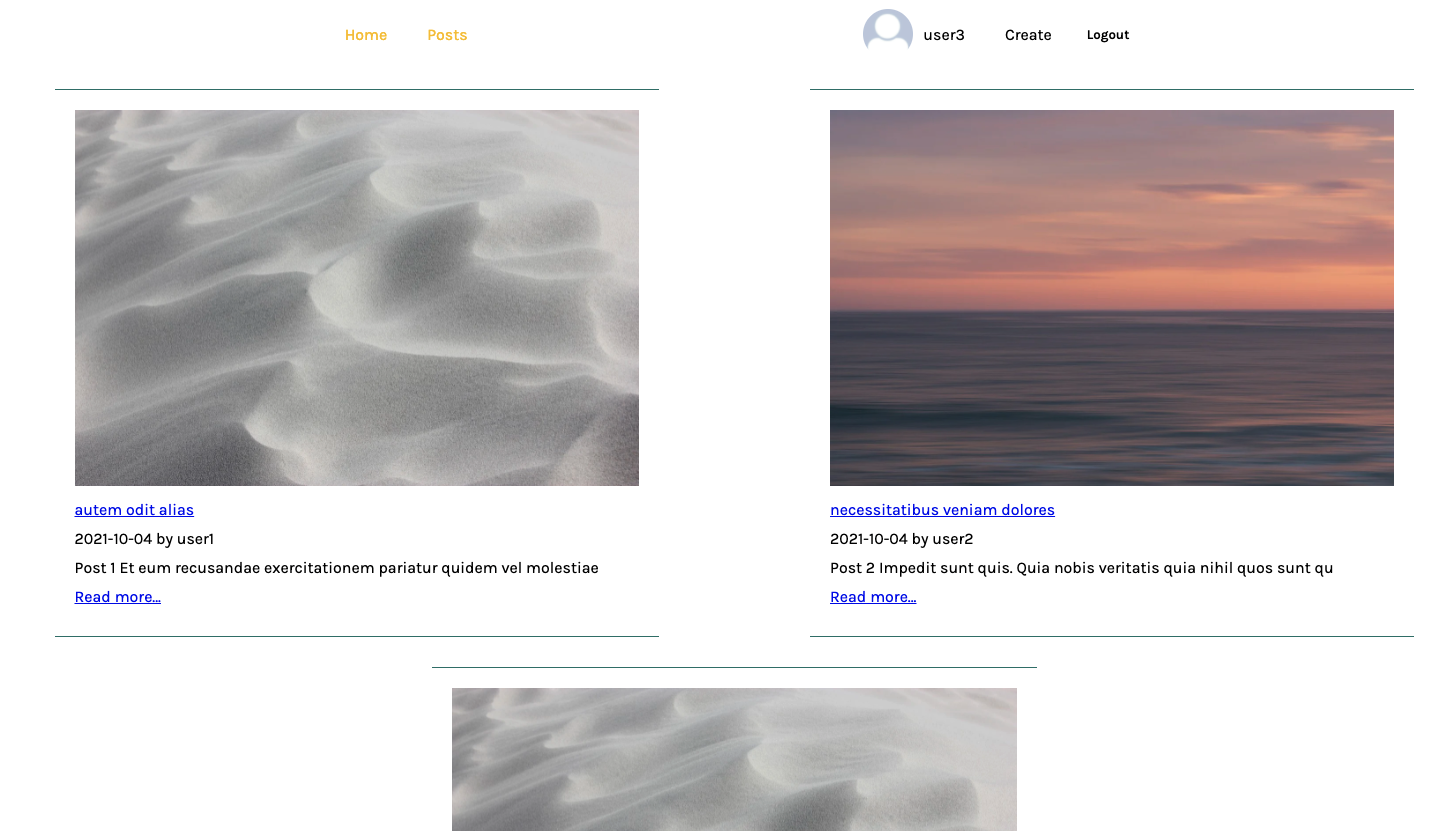 Home Posts user3 Create Logout
autem odit alias
2021-10-04 by user1
Post 1 Et eum recusandae exercitationem pariatur quidem vel molestiae
Read more...
necessitatibus veniam dolores
2021-10-04 by user2
Post 2 Impedit sunt quis. Quia nobis veritatis quia nihil quos sunt qu
Read more...